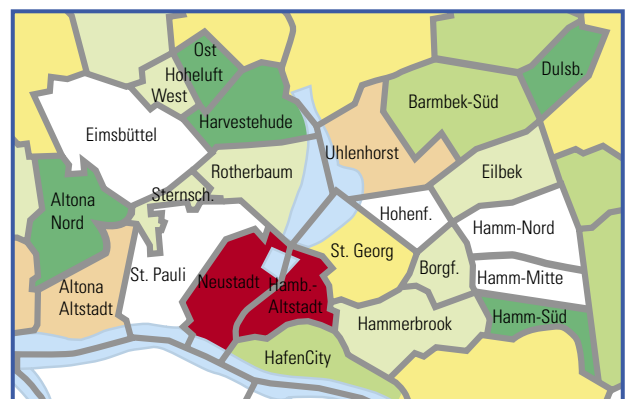 Ost
Hoheluft
West
Dulsb.
Barmbek-Süd
Harvestehude
Eimsbüttel
Uhlenhorst
Rotherbaum
Eilbek
Sternsch.
Altona
Nord
Hohenf.
Hamm-Nord
St. Georg
St. Pauli
Borgf.
Hamm-Mitte
Neustadt
Hamb.-
Altstadt
Altona
Altstadt
Hammerbrook
Hamm-Süd
HafenCity